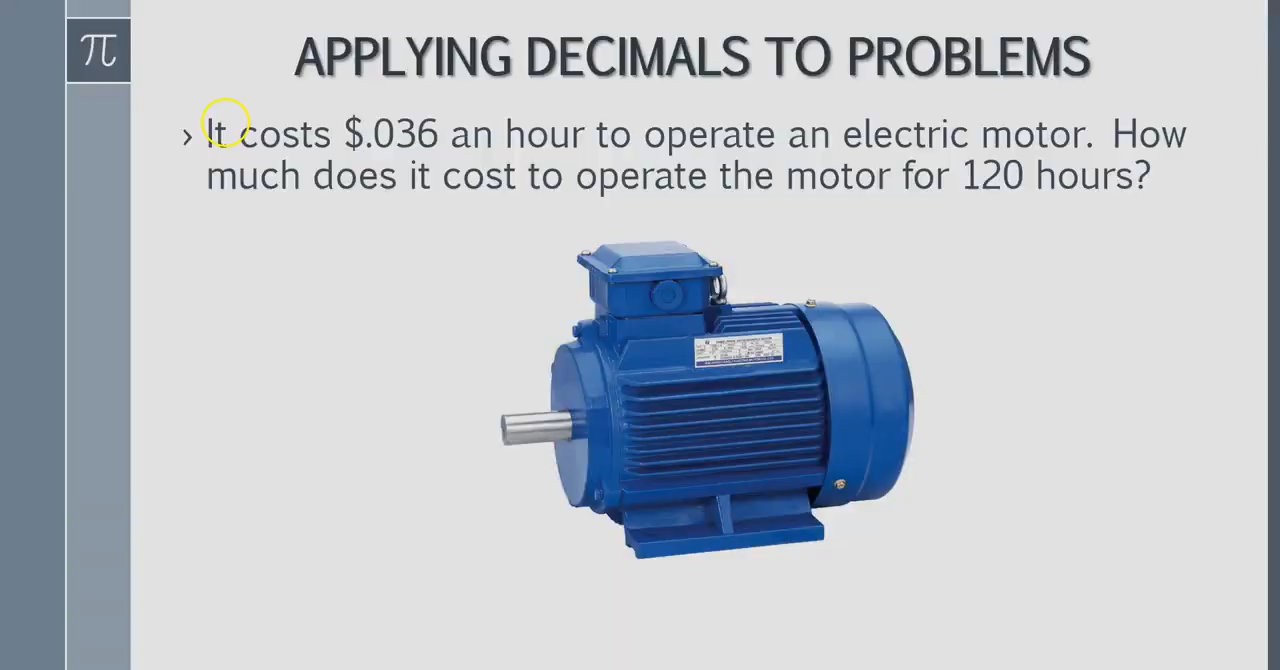 π
APPLYING DECIMALS TO PROBLEMS
› It costs $.036 an hour to operate an electric motor. How
much does it cost to operate the motor for 120 hours?